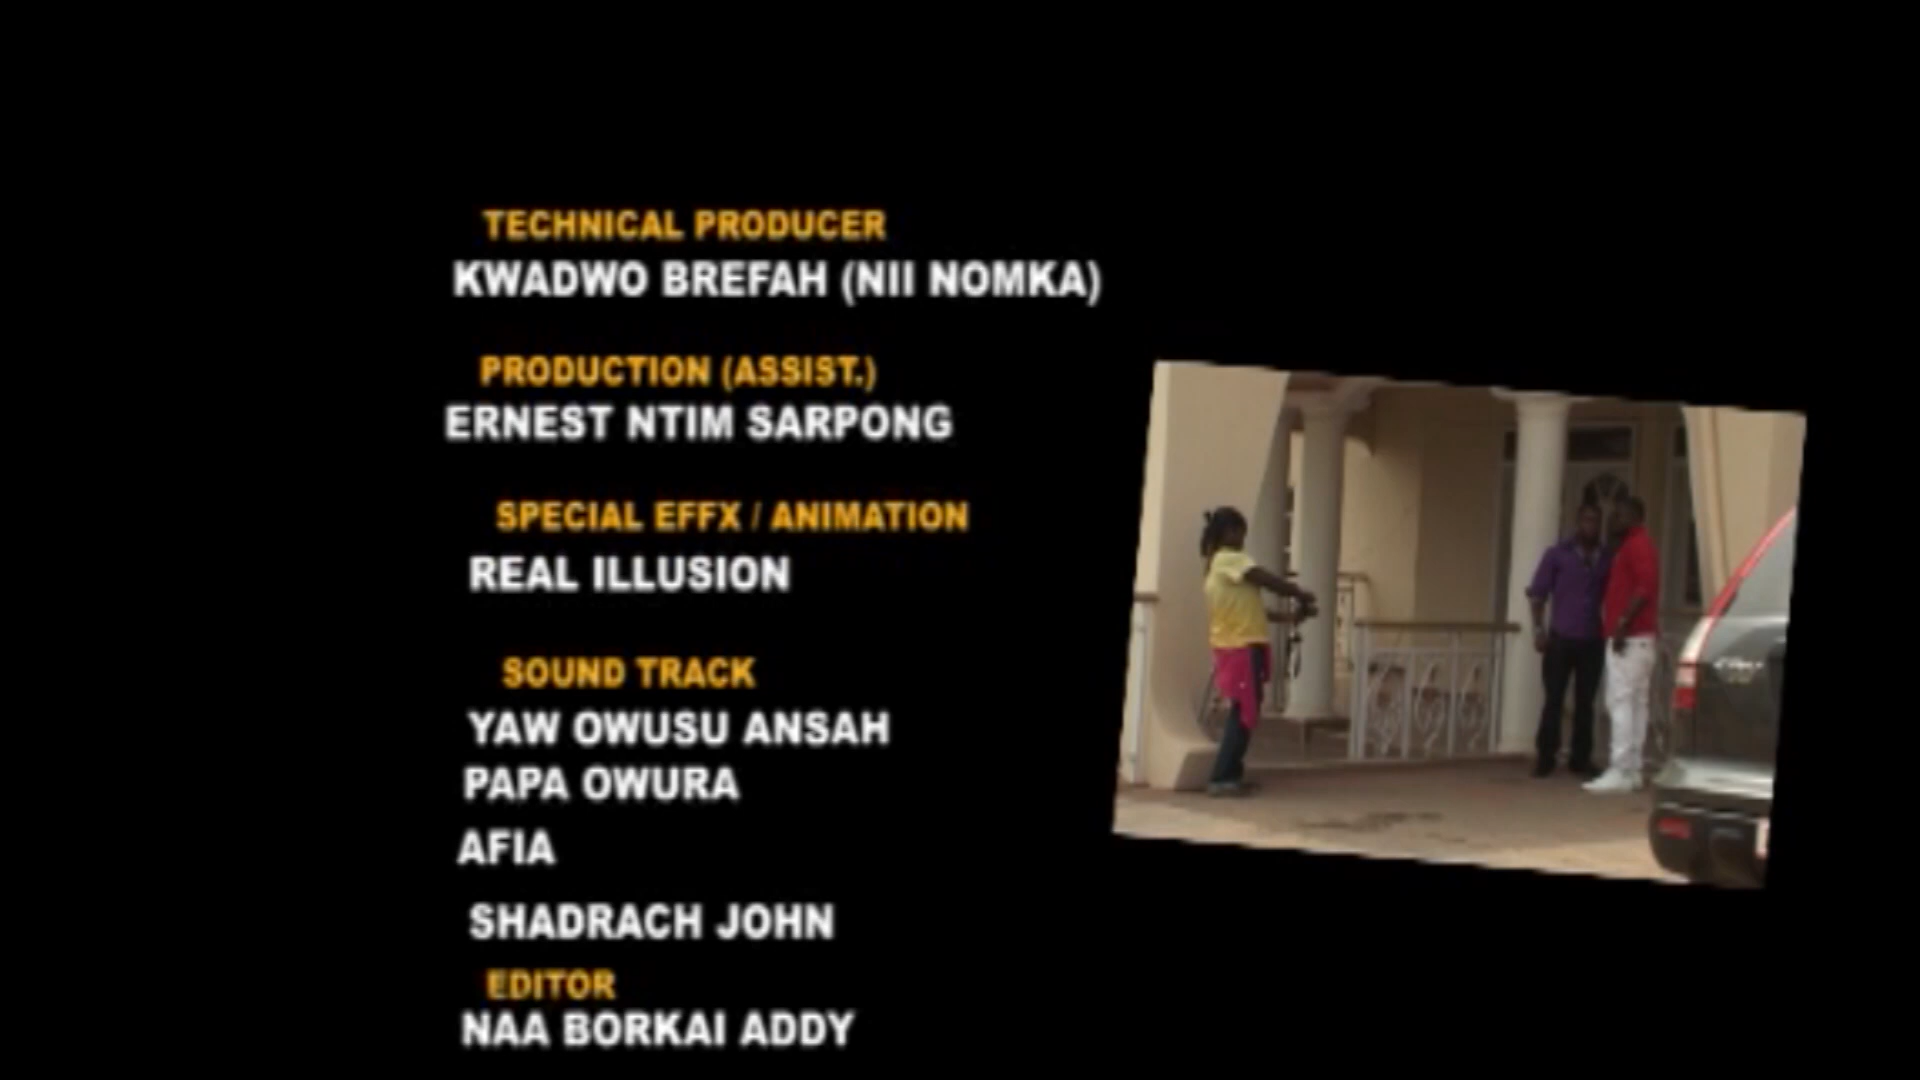 TECHNICAL PRODUCER
KWADWO BREFAH (NII NOMKA)
PRODUCTION (ASSIST.)
ERNEST NTIM SARPONG
SPECIAL EFFX / ANIMATION
REAL ILLUSION
SOUND TRACK
YAW OWUSU ANSAH
PAPA OWURA
AFIA
SHADRACH JOHN
EDITOR
NAA BORKAI ADDY